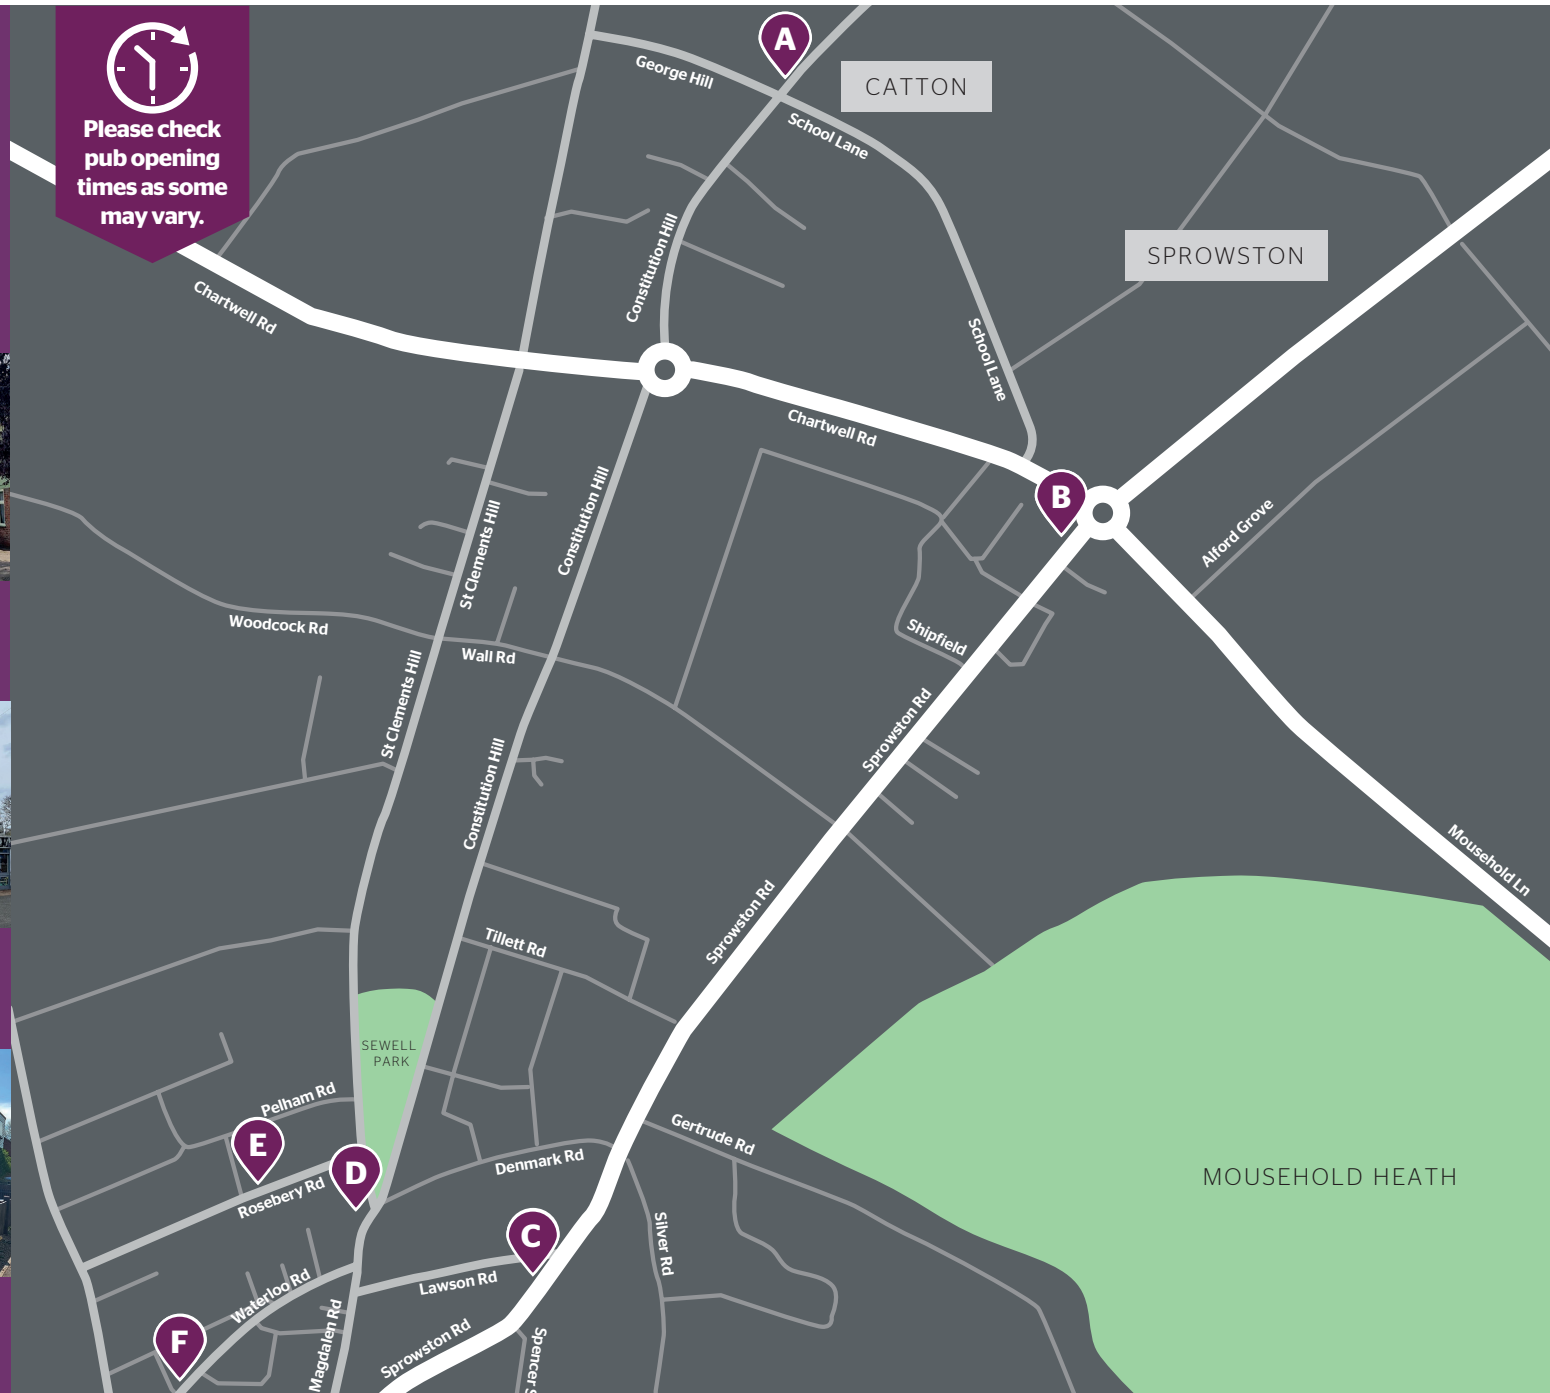 Please check
pub opening
times as some
may vary.
A
George Hill
CATTON
School Lane
Constitution Hill
SPROWSTON
Chartwell Rd
School Lane
Chartwell Rd
B
St Clements Hill
Constitution Hill
Alford Grove
Woodcock Rd
Wall Rd
Shipfield
St Clements Hill
Sprowston Rd
Constitution Hill
Mousehold Ln
Sprowston Rd
Tillett Rd
SEWELL
PARK
Pelham Rd
E
Gertrude Rd
Denmark Rd
D
MOUSEHOLD HEATH
Rosebery Rd
C
Silver Rd
Lawson Rd
Waterloo Rd
F
Magdalen Rd
Sprowston Rd
Spencer S